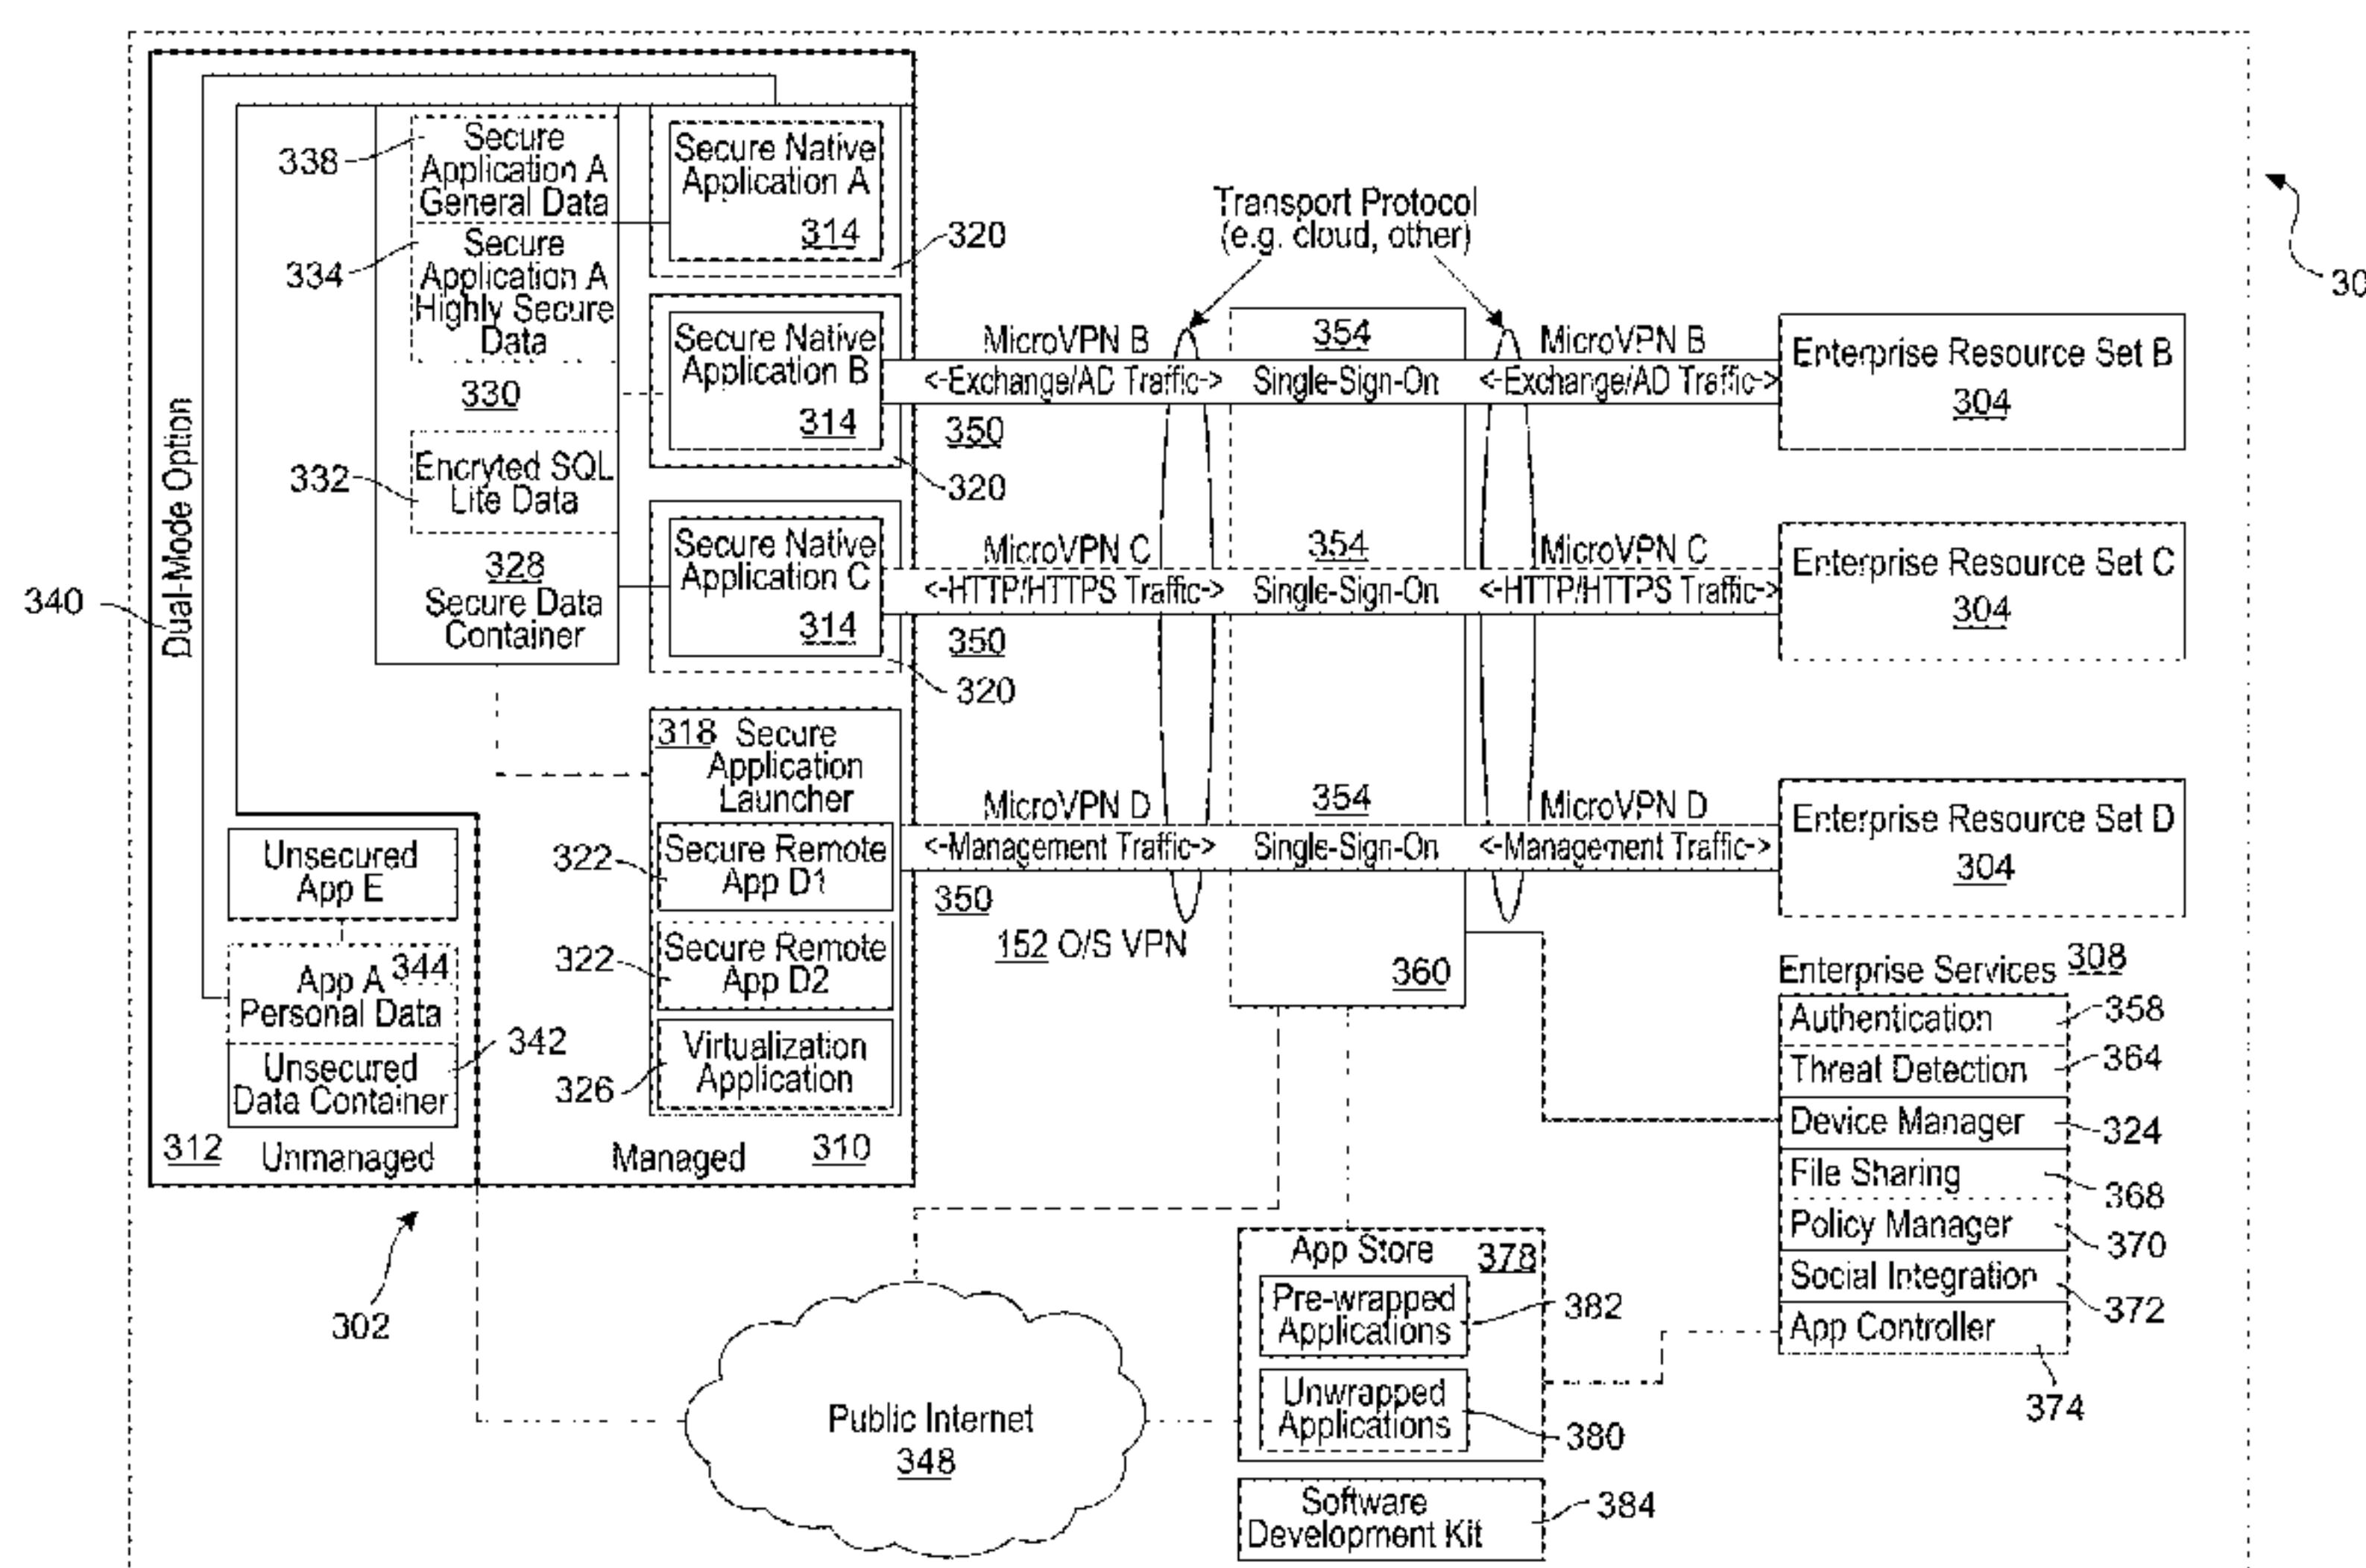 338
Secure
Application A
General Data
334
Secure
Application A
Highly Secure
Data
330
332
Encryted SQL
Lite Data
328
Secure Data
Container
340
Dual-Mode Option
Secure Native
Application A
314
320
Secure Native
Application B
314
320
Secure Native
Application C
314
320
318 Secure
Application
Launcher
322
Secure Remote
App D1
322
Secure Remote
App D2
326
Virtualization
Application
Unsecured
App E
App A 344
Personal Data
342
Unsecured
Data Container
312 Unmanaged
Managed 310
302
Transport Protocol
(e.g. cloud, other)
30
MicroVPN B
<-Exchange/AD Traffic->
350
354
Single-Sign-On
MicroVPN B
<-Exchange/AD Traffic->
Enterprise Resource Set B
304
MicroVPN C
<-HTTP/HTTPS Traffic->
350
354
Single-Sign-On
MicroVPN C
<-HTTP/HTTPS Traffic->
Enterprise Resource Set C
304
MicroVPN D
<-Management Traffic->
350
354
Single-Sign-On
MicroVPN D
<-Management Traffic->
Enterprise Resource Set D
304
152 O/S VPN
360
Enterprise Services 308
Authentication 358
Threat Detection 364
Device Manager 324
File Sharing 368
Policy Manager 370
Social Integration 372
App Controller
374
App Store 378
Pre-wrapped
Applications
382
Unwrapped
Applications
380
Public Internet
348
Software
Development Kit
384